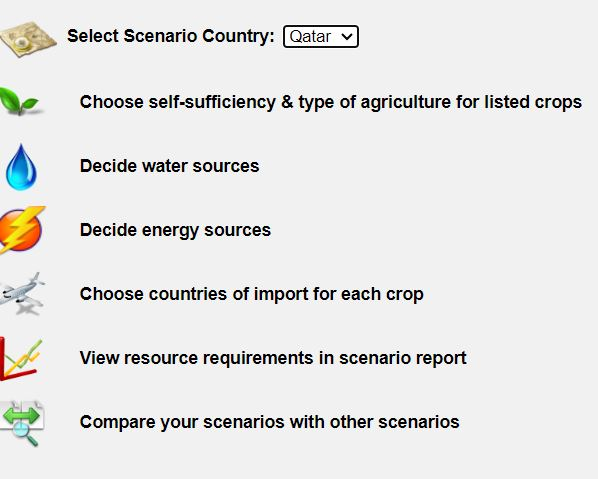 Select Scenario Country: Qatar
Choose self-sufficiency & type of agriculture for listed crops
Decide water sources
Decide energy sources
Choose countries of import for each crop
View resource requirements in scenario report
Compare your scenarios with other scenarios